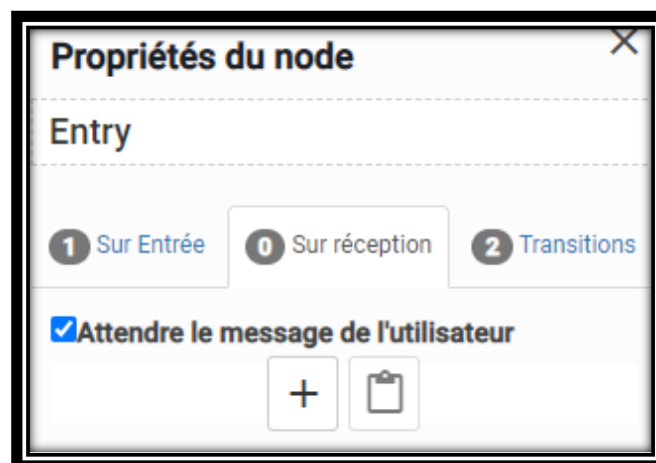 Propriétés du node
Entry
1 Sur Entrée 0 Sur réception 2 Transitions
Attendre le message de l'utilisateur